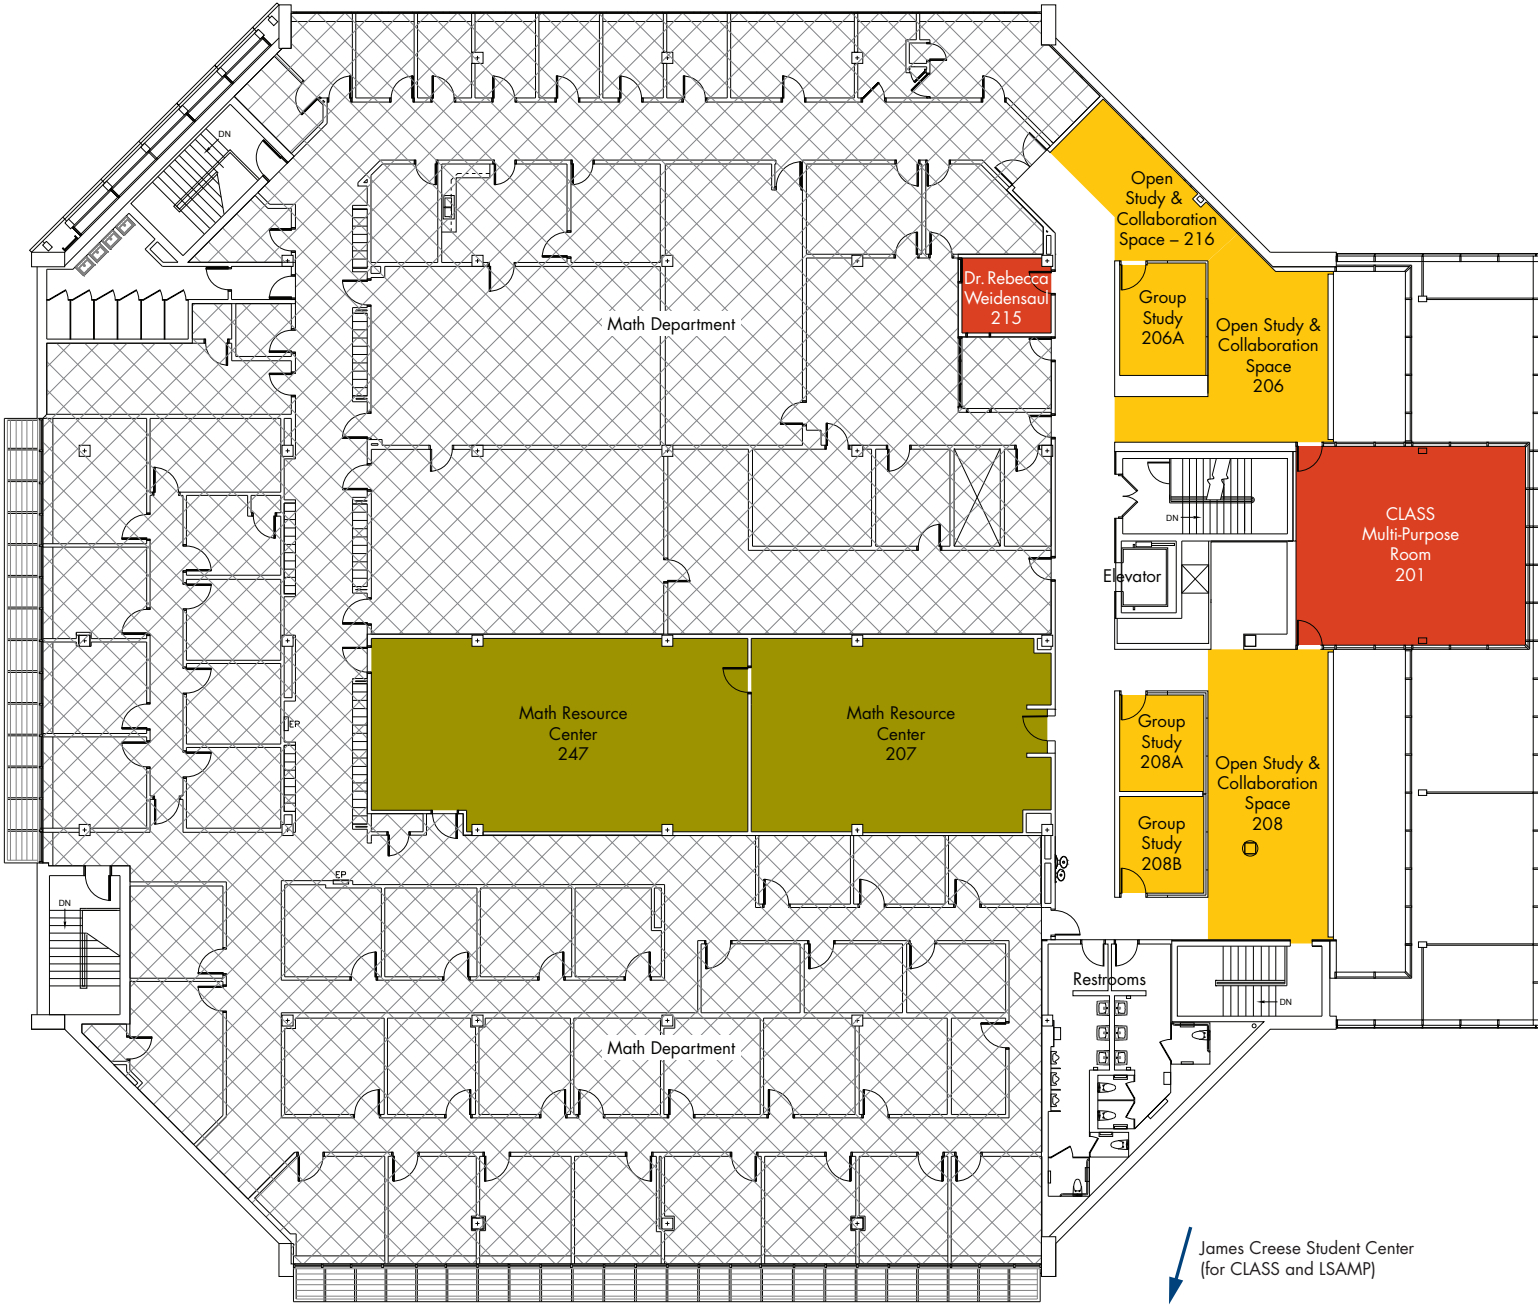 DN
Open
Study &
Collaboration
Space – 216
Dr. Rebecca
Weidensaul
215
Group
Study
206A
Math Department
Open Study &
Collaboration
Space
206
CLASS
Multi-Purpose
Room
201
DN
Elevator
Math Resource
Center
247
Math Resource
Center
207
EP
Group
Study
208A
Open Study &
Collaboration
Space
208
Group
Study
208B
EP
DN
Restrooms
DN
Math Department
James Creese Student Center
(for CLASS and LSAMP)